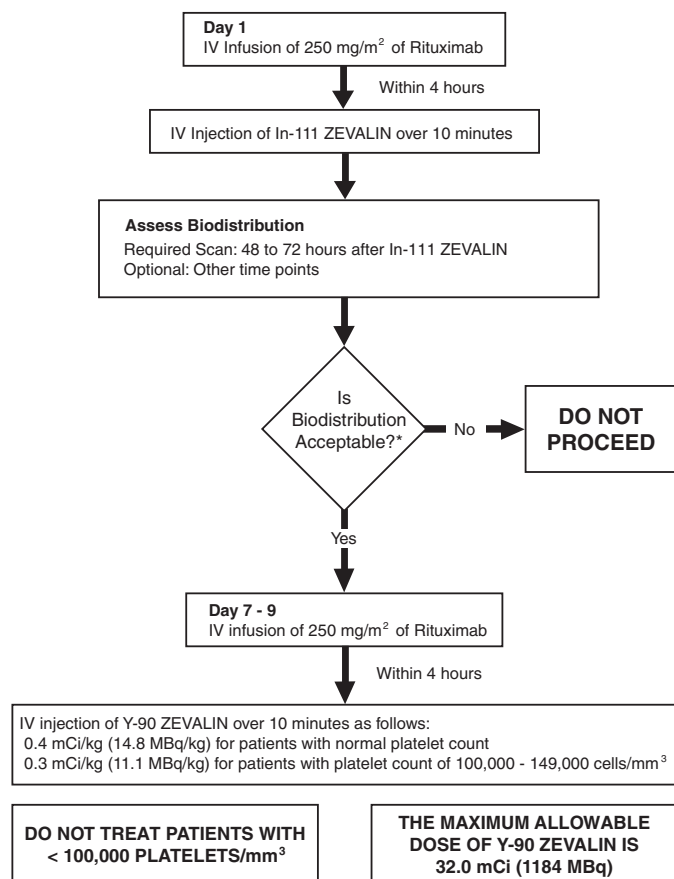 Day 1
IV Infusion of 250 mg/m² of Rituximab
Within 4 hours
IV Injection of In-111 ZEVALIN over 10 minutes
Assess Biodistribution
Required Scan: 48 to 72 hours after In-111 ZEVALIN
Optional: Other time points
Is
Biodistribution
Acceptable?*
No
DO NOT
PROCEED
Yes
Day 7 - 9
IV infusion of 250 mg/m² of Rituximab
Within 4 hours
IV injection of Y-90 ZEVALIN over 10 minutes as follows:
0.4 mCi/kg (14.8 MBq/kg) for patients with normal platelet count
0.3 mCi/kg (11.1 MBq/kg) for patients with platelet count of 100,000 - 149,000 cells/mm³
DO NOT TREAT PATIENTS WITH
< 100,000 PLATELETS/mm³
THE MAXIMUM ALLOWABLE
DOSE OF Y-90 ZEVALIN IS
32.0 mCi (1184 MBq)